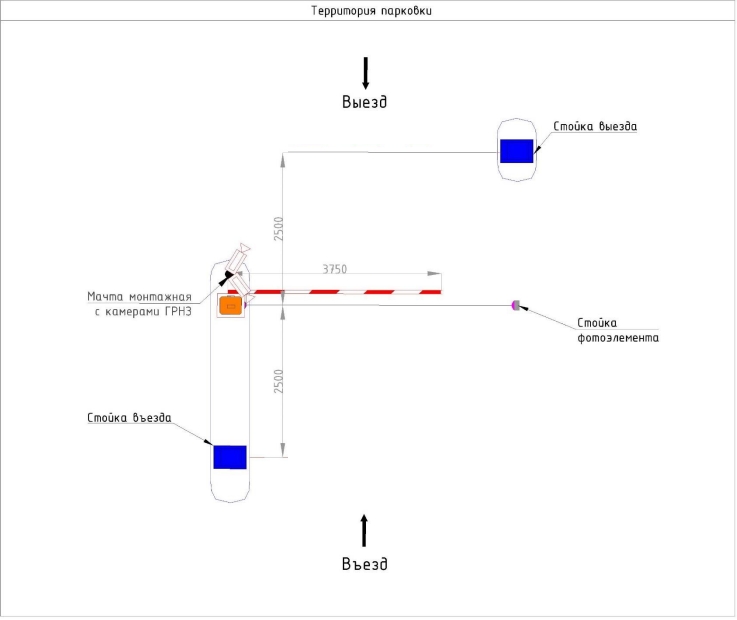 Территория парковки
Выезд
Стойка выезда
2500
3750
Мачта монтажная
с камерами ГРНЗ
Стойка
фотоэлемента
2500
Стойка въезда
Въезд